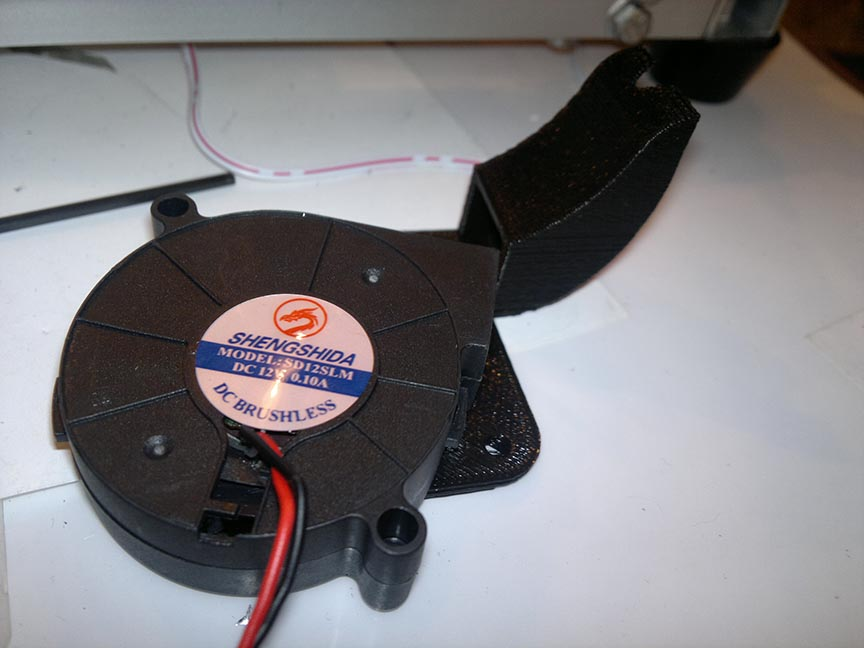 SHENGSHIDA
MODEL: SD12SLM
DC 12V 0.10A
DC BRUSHLESS